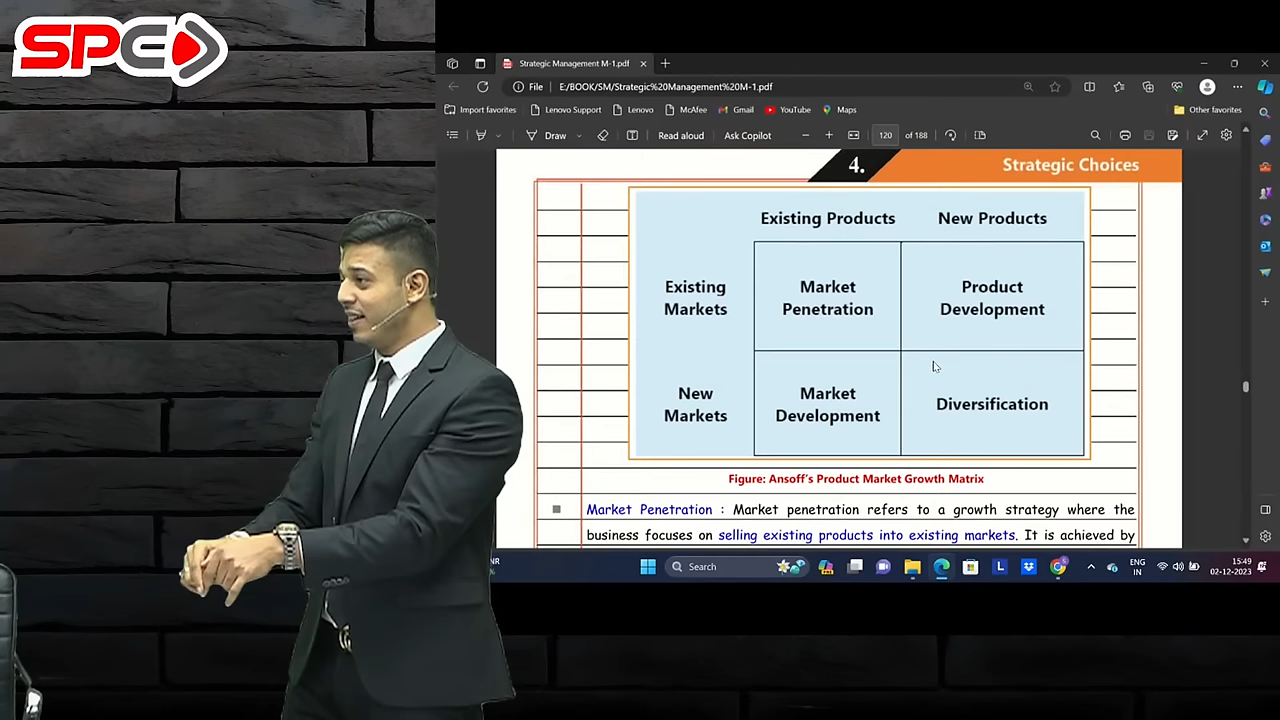 SPC
Strategic Management M-1.pdf
File E:/BOOK/SM/Strategic%20Management%20M-1.pdf
Import favorites Lenovo Support Lenovo McAfee Gmail YouTube Maps Other favorites
Draw Read aloud Ask Copilot 120 of 188
4. Strategic Choices
Existing Products New Products
Existing Markets
Market Penetration
Product Development
New Markets
Market Development
Diversification
Figure: Ansoff's Product Market Growth Matrix
Market Penetration : Market penetration refers to a growth strategy where the
business focuses on selling existing products into existing markets. It is achieved by
NR
Search
ENG
IN
15:49
02-12-2023